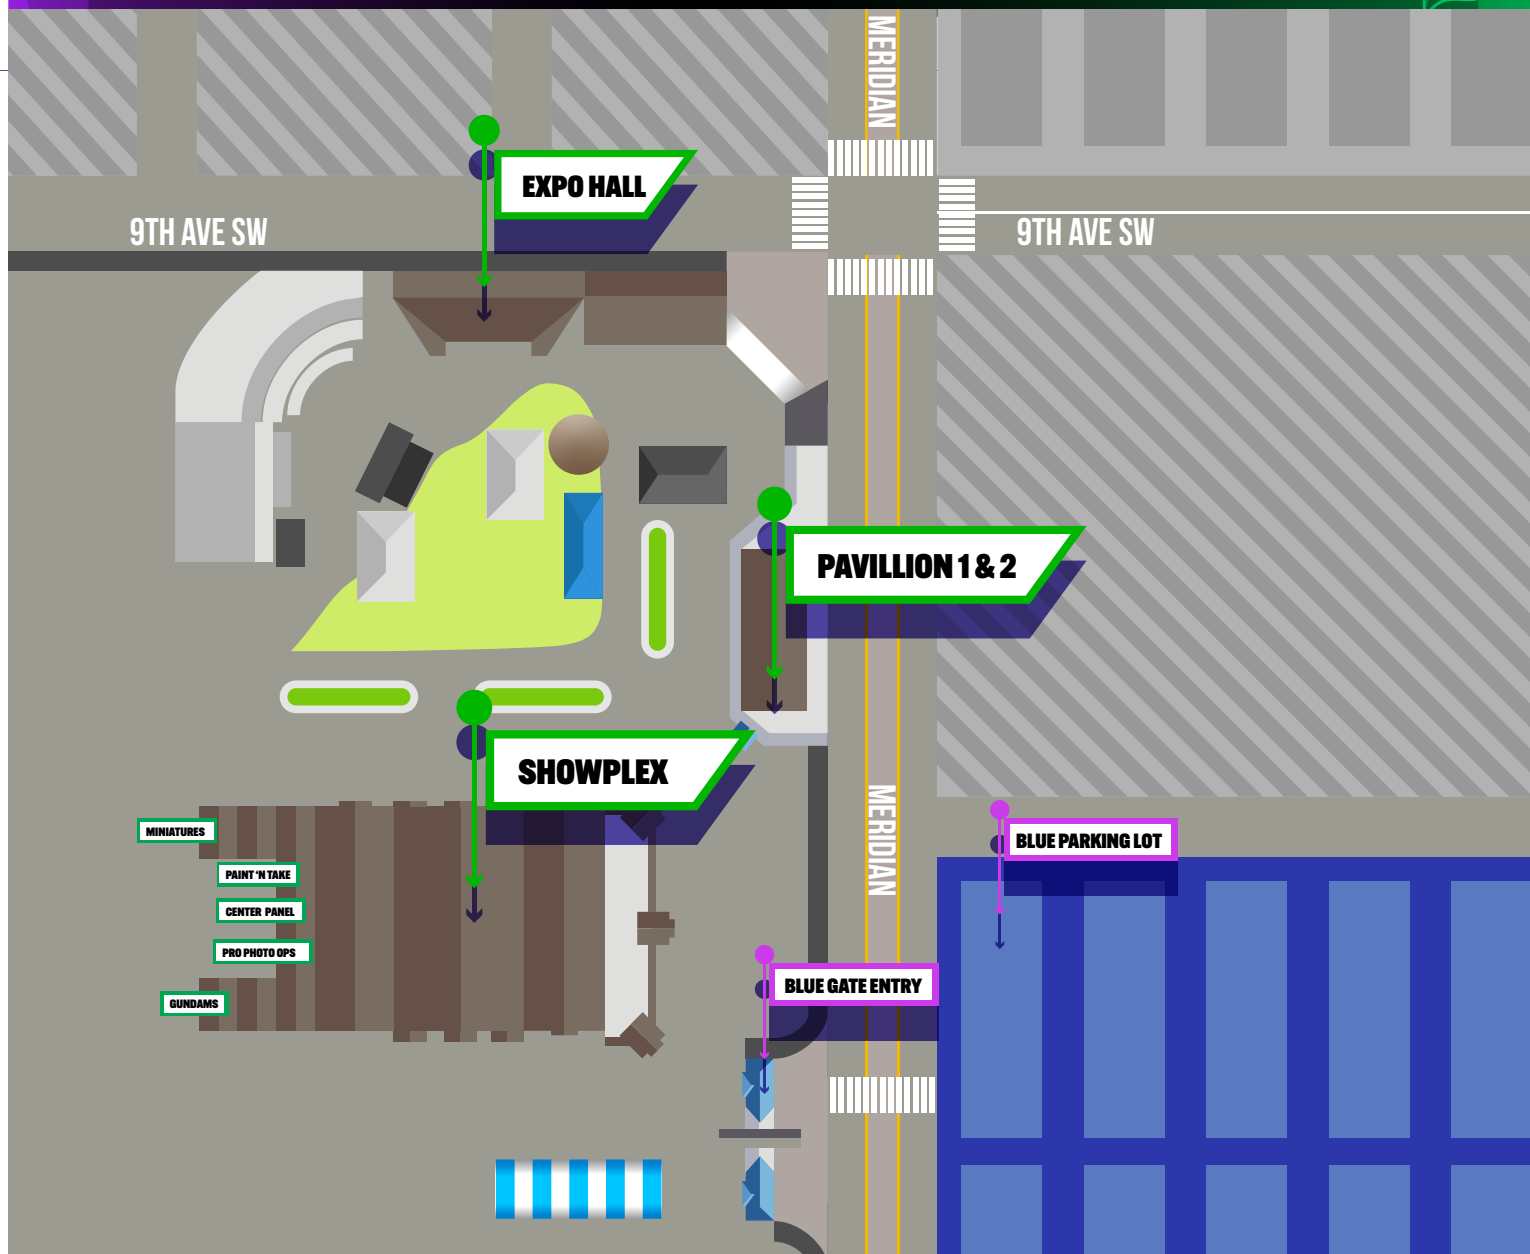 MERIDIAN
EXPO HALL
9TH AVE SW
9TH AVE SW
PAVILLION 1 & 2
SHOWPLEX
MERIDIAN
MINIATURES
BLUE PARKING LOT
PAINT ‘N TAKE
CENTER PANEL
PRO PHOTO OPS
BLUE GATE ENTRY
GUNDAMS